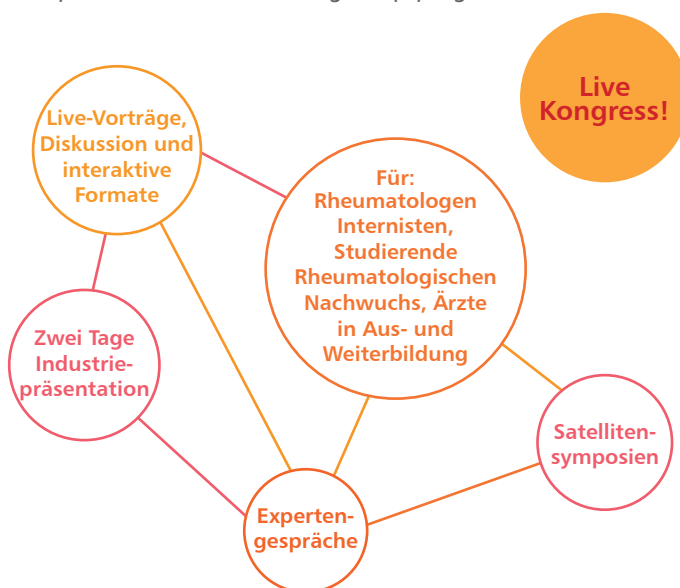 Live
Kongress!
Live-Vorträge,
Diskussion und
interaktive
Formate
Für:
Rheumatologen
Internisten,
Studierende
Rheumatologischen
Nachwuchs, Ärzte
in Aus- und
Weiterbildung
Zwei Tage
Industrie-
präsentation
Satelliten-
symposien
Experten-
gespräche